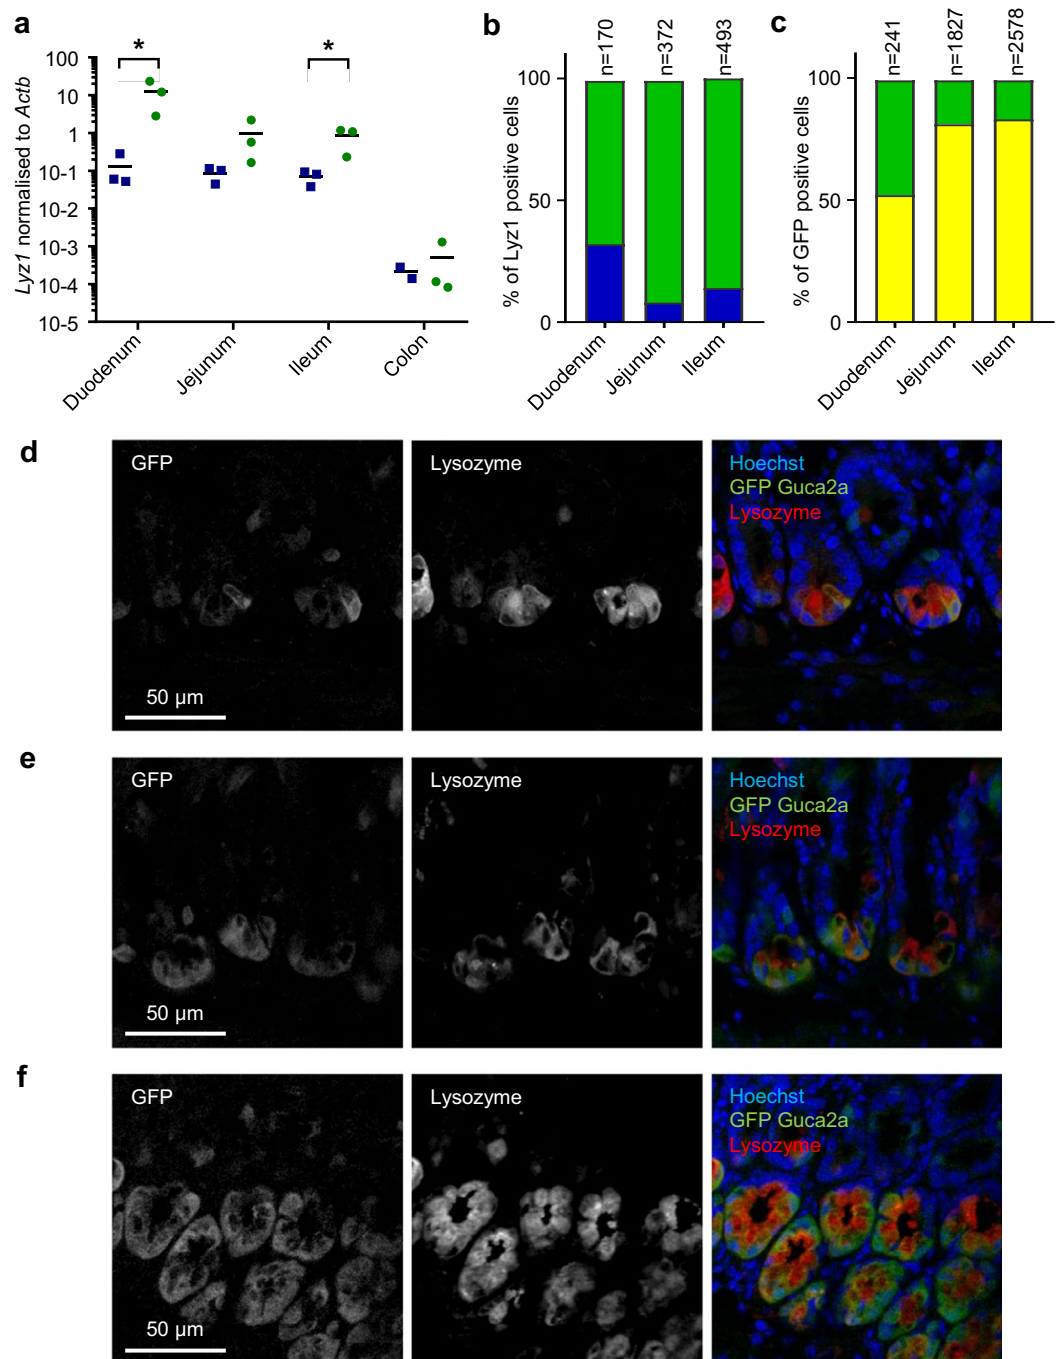 a
Lyz1 normalised to Actb
100
10
1
10-1
10-2
10-3
10-4
10-5
*
*
Duodenum
Jejunum
Ileum
Colon
b
% of Lyz1 positive cells
100
50
0
n=170
n=372
n=493
Duodenum
Jejunum
Ileum
c
% of GFP positive cells
100
50
0
n=241
n=1827
n=2578
Duodenum
Jejunum
Ileum
d
GFP
50 µm
Lysozyme
Hoechst
GFP Guca2a
Lysozyme
e
GFP
50 µm
Lysozyme
Hoechst
GFP Guca2a
Lysozyme
f
GFP
50 µm
Lysozyme
Hoechst
GFP Guca2a
Lysozyme